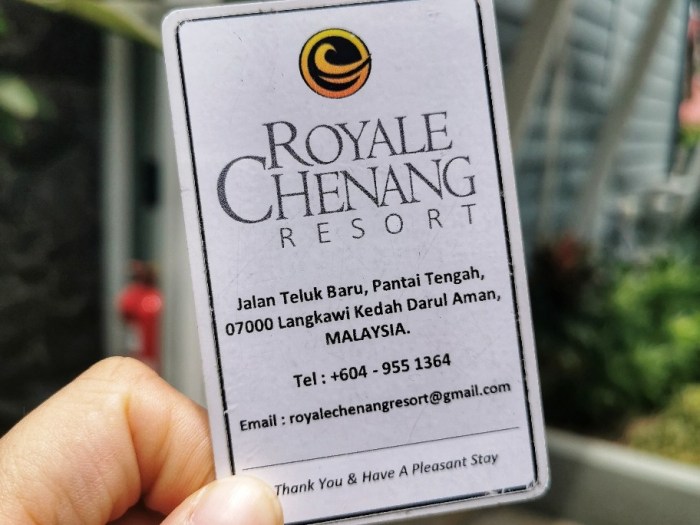 ROYALE
CHENANG
RESORT
Jalan Teluk Baru, Pantai Tengah,
07000 Langkawi Kedah Darul Aman,
MALAYSIA.
Tel : +604 - 955 1364
Email : royalechenangresort@gmail.com
Thank You & Have A Pleasant Stay